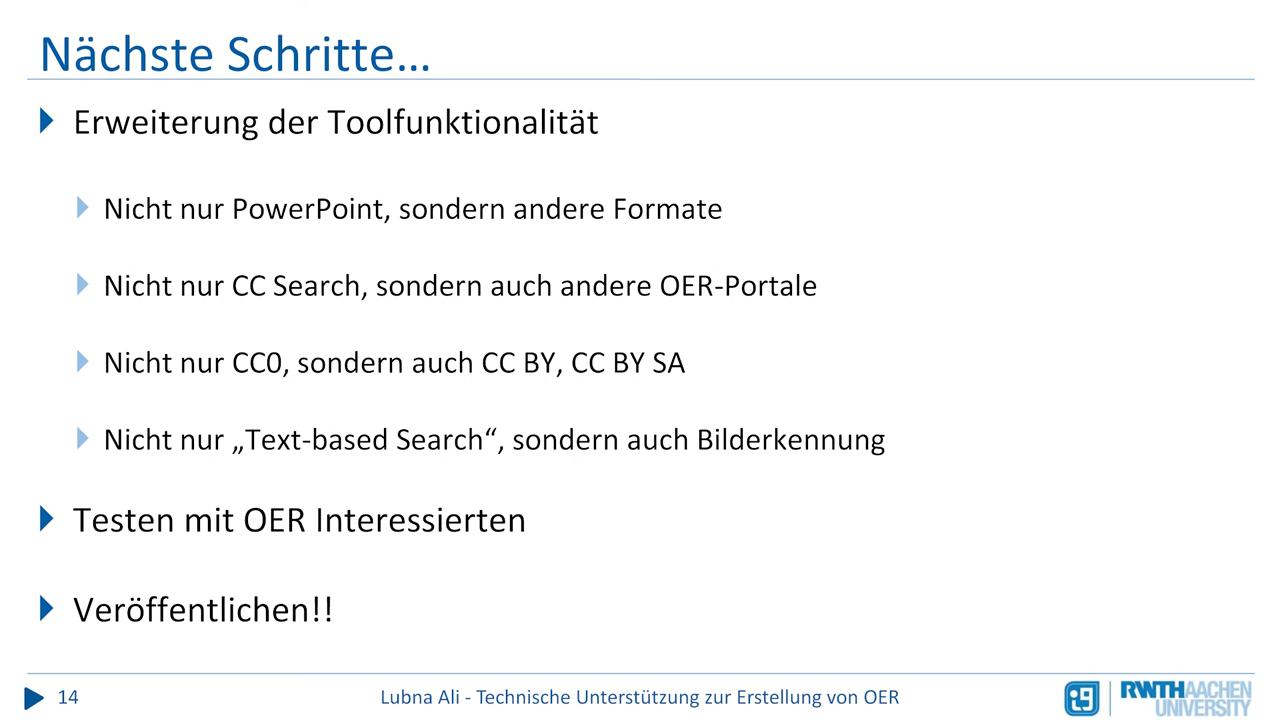 Nächste Schritte…
Erweiterung der Toolfunktionalität
Nicht nur PowerPoint, sondern andere Formate
Nicht nur CC Search, sondern auch andere OER-Portale
Nicht nur CC0, sondern auch CC BY, CC BY SA
Nicht nur „Text-based Search“, sondern auch Bilderkennung
Testen mit OER Interessierten
Veröffentlichen!!
14
Lubna Ali - Technische Unterstützung zur Erstellung von OER
RWTH AACHEN
UNIVERSITY